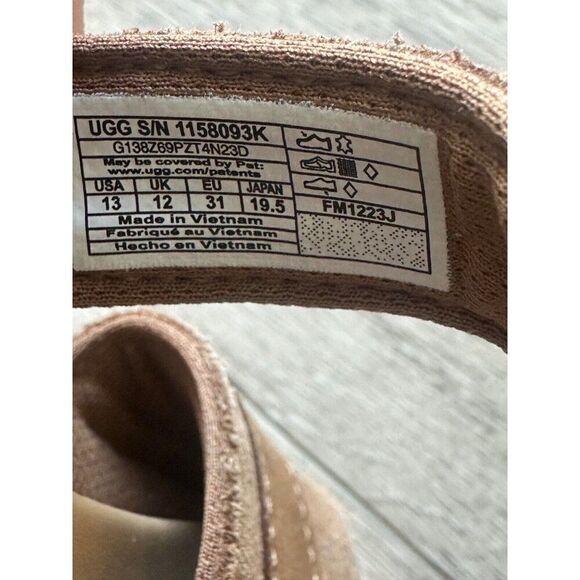 UGG S/N 1158093K
G138Z69PZT4N23D
May be covered by Pat:
www.ugg.com/patents
USA UK EU JAPAN
13 12 31 19.5
Made in Vietnam
Fabriqué au Vietnam
Hecho en Vietnam
FM1223J